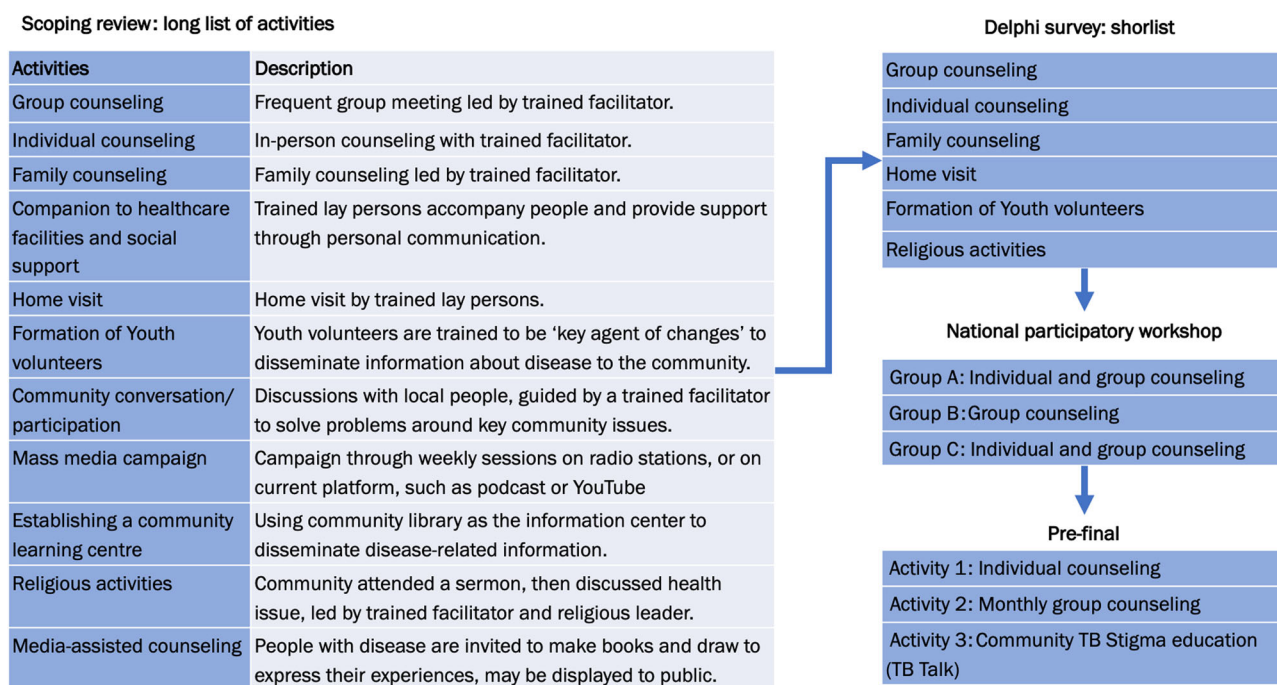 Scoping review: long list of activities
Activities Description
Group counseling Frequent group meeting led by trained facilitator.
Individual counseling In-person counseling with trained facilitator.
Family counseling Family counseling led by trained facilitator.
Companion to healthcare Trained lay persons accompany people and provide support
facilities and social through personal communication.
support
Home visit Home visit by trained lay persons.
Formation of Youth Youth volunteers are trained to be ‘key agent of changes’ to
volunteers disseminate information about disease to the community.
Community conversation/ Discussions with local people, guided by a trained facilitator
participation to solve problems around key community issues.
Mass media campaign Campaign through weekly sessions on radio stations, or on
current platform, such as podcast or YouTube
Establishing a community Using community library as the information center to
learning centre disseminate disease-related information.
Religious activities Community attended a sermon, then discussed health
issue, led by trained facilitator and religious leader.
Media-assisted counseling People with disease are invited to make books and draw to
express their experiences, may be displayed to public.
Delphi survey: shorlist
Group counseling
Individual counseling
Family counseling
Home visit
Formation of Youth volunteers
Religious activities
National participatory workshop
Group A: Individual and group counseling
Group B: Group counseling
Group C: Individual and group counseling
Pre-final
Activity 1: Individual counseling
Activity 2: Monthly group counseling
Activity 3: Community TB Stigma education
(TB Talk)